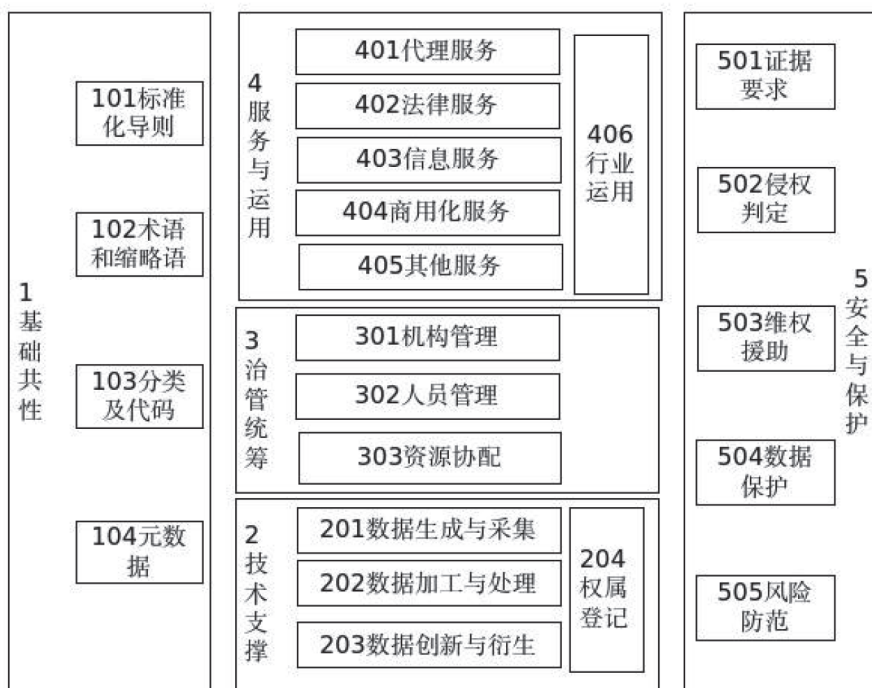 1
基
础
共
性
101标准
化导则
102术语
和缩略语
103分类
及代码
104元数
据
4
服
务
与
运
用
401代理服务
402法律服务
403信息服务
404商用化服务
405其他服务
406
行业
运用
3
治
管
统
筹
301机构管理
302人员管理
303资源协配
2
技
术
支
撑
201数据生成与采集
202数据加工与处理
203数据创新与衍生
204
权属
登记
501证据
要求
502侵权
判定
503维权
援助
504数据
保护
505风险
防范
5
安
全
与
保
护